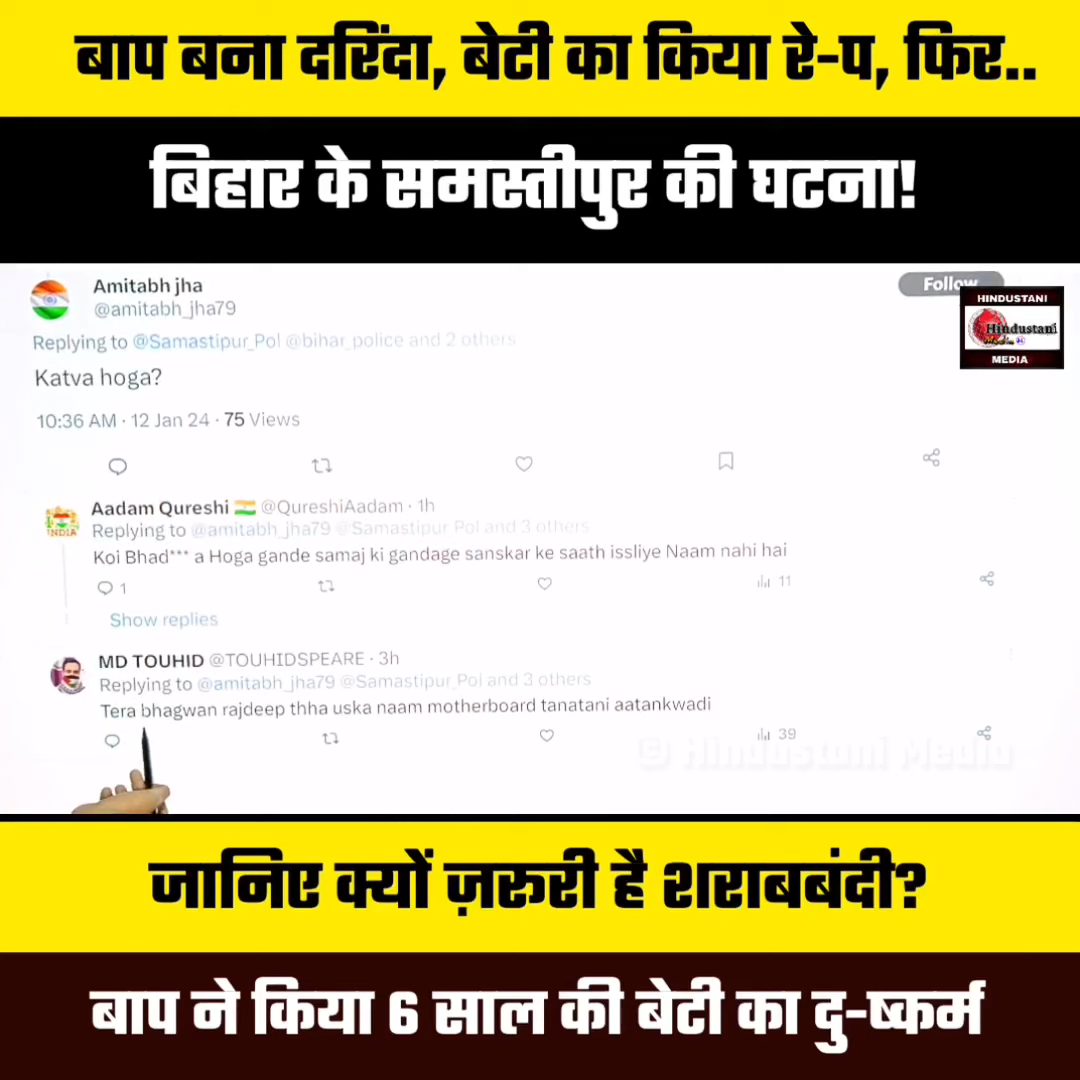 बाप बना दरिंदा, बेटी का किया रे-प, फिर..
बिहार के समस्तीपुर की घटना!
Amitabh jha
@amitabh_jha79
Follow
HINDUSTANI
Hindustani
Media
MEDIA
Replying to @Samastipur_Pol @bihar_police and 2 others
Katva hoga?
10:36 AM · 12 Jan 24 · 75 Views
Aadam Qureshi @QureshiAadam · 1h
INDIA
Replying to @amitabh_jha79 @Samastipur_Pol and 3 others
Koi Bhad*** a Hoga gande samaj ki gandage sanskar ke saath issliye Naam nahi hai
1
11
Show replies
MD TOUHID @TOUHIDSPEARE · 3h
Replying to @amitabh_jha79 @Samastipur_Pol and 3 others
Tera bhagwan rajdeep thha uska naam motherboard tanatani aatankwadi
39
© Hindustani Media
जानिए क्यों ज़रूरी है शराबबंदी?
बाप ने किया 6 साल की बेटी का दु-ष्कर्म